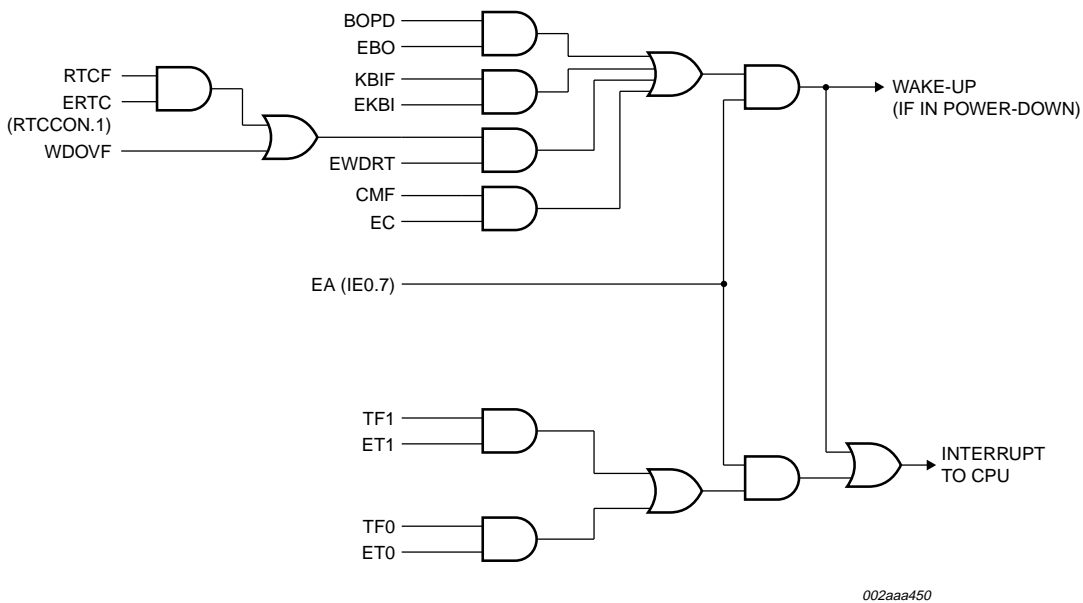 BOPD
EBO
RTCF
KBIF
ERTC
EKBI
(RTCCON.1)
WDOVF
EWDRT
CMF
EC
WAKE-UP
(IF IN POWER-DOWN)
EA (IE0.7)
TF1
ET1
INTERRUPT
TO CPU
TF0
ET0
002aaa450